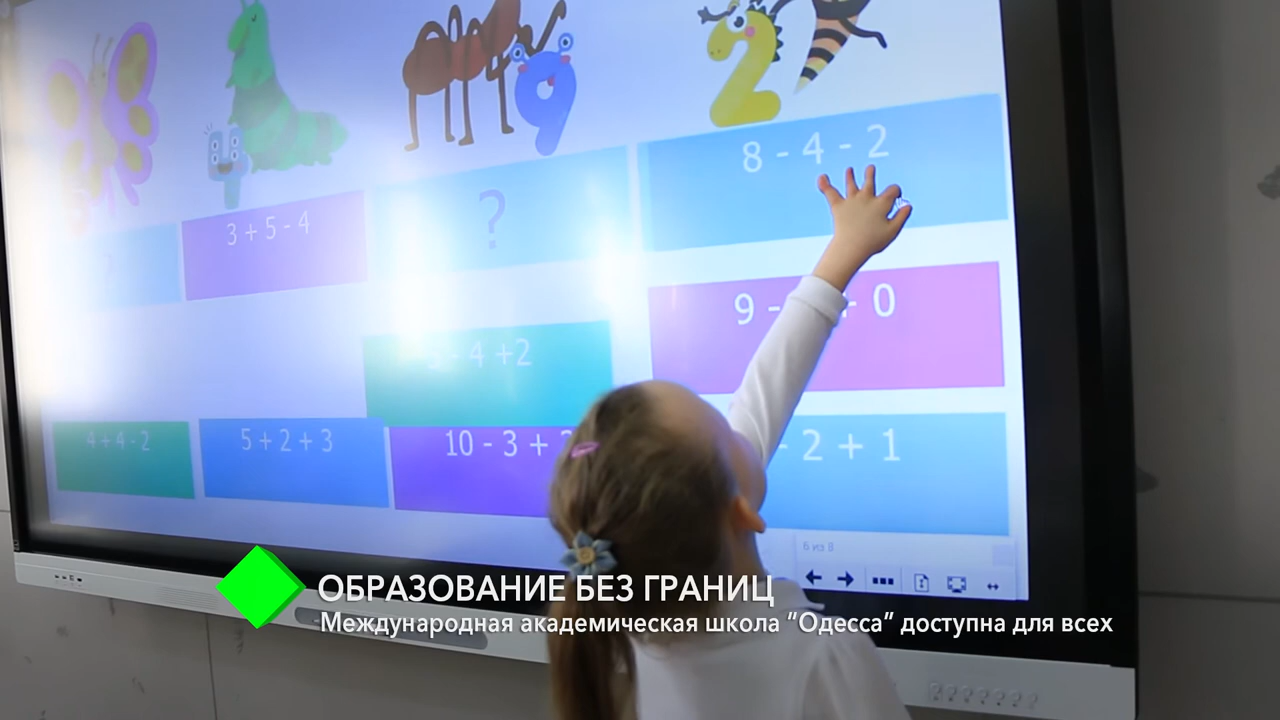 8 - 4 - 2
3 + 5 - 4
?
9 - + 0
- 4 +2
4 + 4 - 2
5 + 2 + 3
10 - 3 +
- 2 + 1
6 из 8
ОБРАЗОВАНИЕ БЕЗ ГРАНИЦ
Международная академическая школа "Одесса" доступна для всех